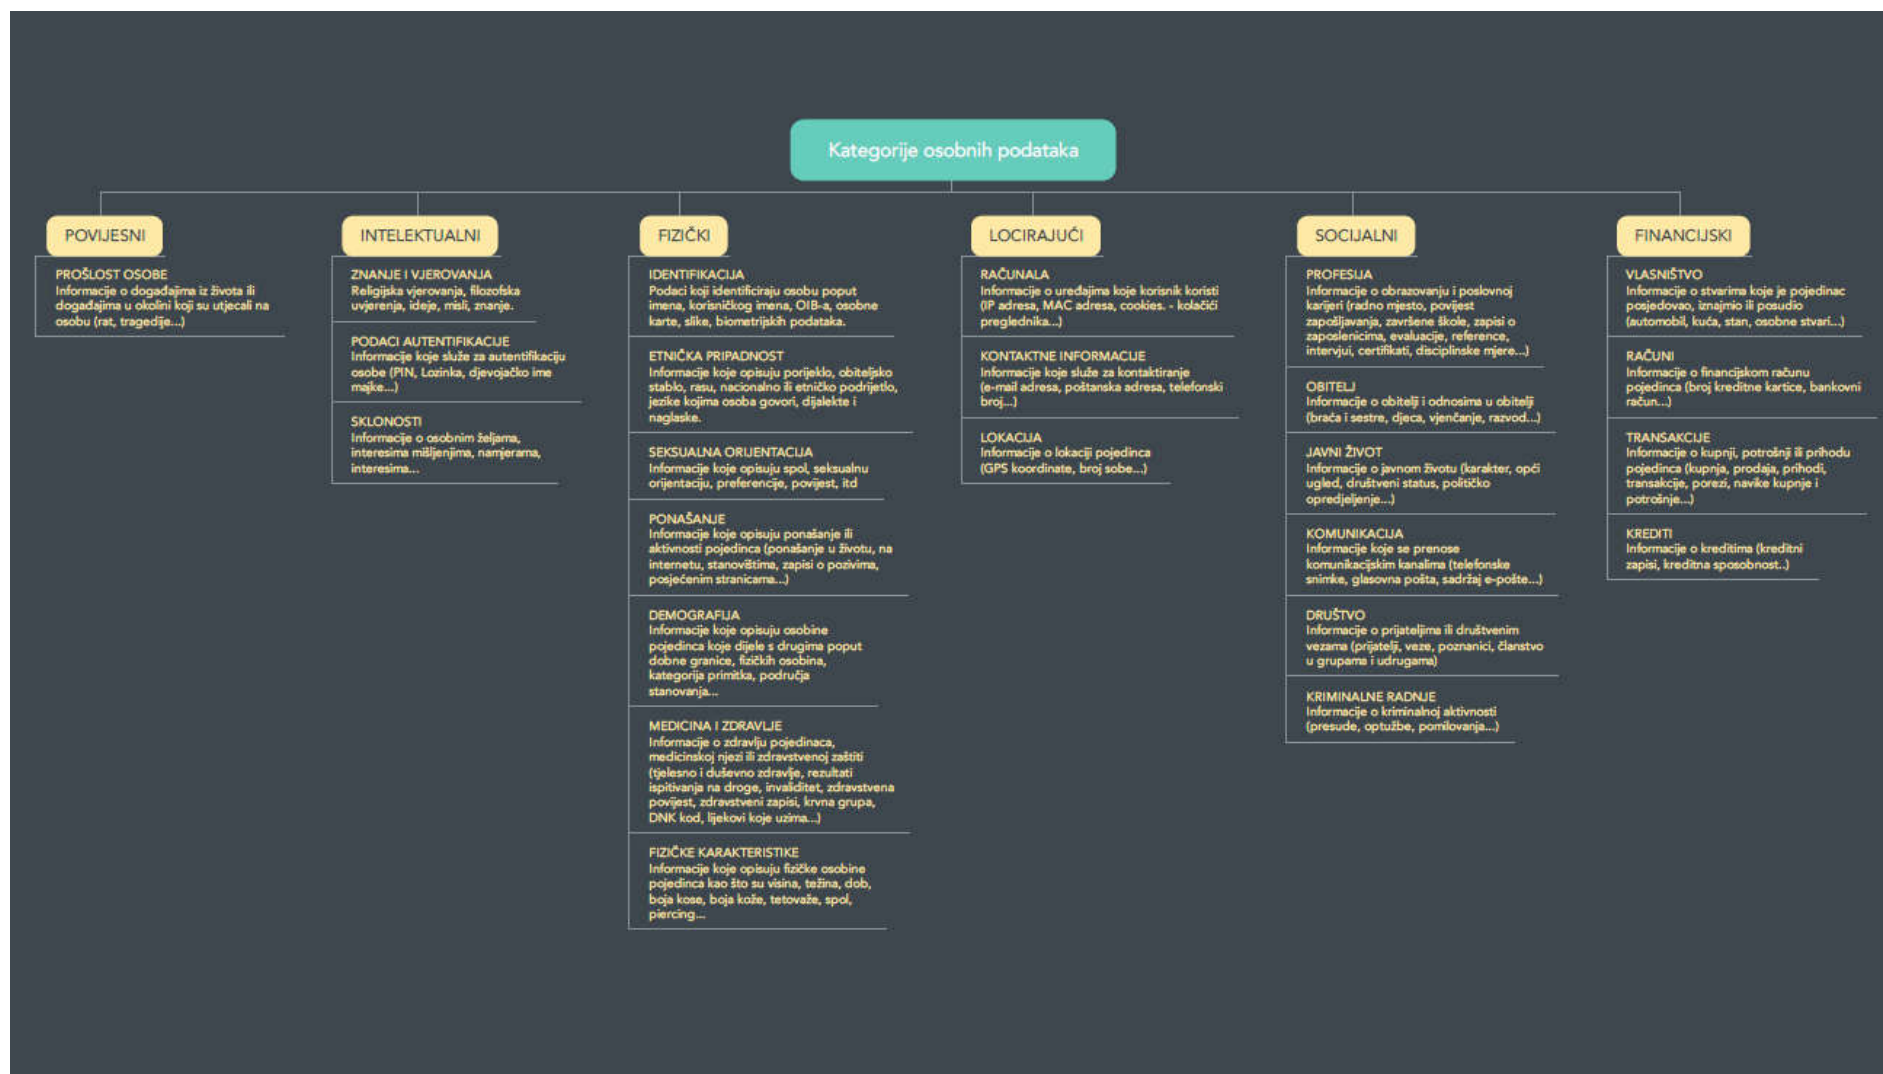 Kategorije osobnih podataka
POVIJESNI
PROŠLOST OSOBE
Informacije o događajima iz života ili
događajima u okolini koji su utjecali na
osobu (rat, tragedije...)
INTELEKTUALNI
ZNANJE I VJEROVANJA
Religijska vjerovanja, filozofska
uvjerenja, ideje, misli, znanje.
PODACI AUTENTIFIKACIJE
Informacije koje služe za autentifikaciju
osobe (PIN, Lozinka, djevojačko ime
majke...)
SKLONOSTI
Informacije o osobnim željama,
interesima mišljenjima, namjerama,
interesima...
FIZIČKI
IDENTIFIKACIJA
Podaci koji identificiraju osobu poput
imena, korisničkog imena, OIB-a, osobne
karte, slike, biometrijskih podataka.
ETNIČKA PRIPADNOST
Informacije koje opisuju porijeklo, obiteljsko
stablo, rasu, nacionalno ili etničko podrijetlo,
jezike kojima osoba govori, dijalekte i
naglaske.
SEKSUALNA ORIJENTACIJA
Informacije koje opisuju spol, seksualnu
orijentaciju, preferencije, povijest, itd
PONAŠANJE
Informacije koje opisuju ponašanje ili
aktivnosti pojedinca (ponašanje u životu, na
internetu, stanovištima, zapisi o pozivima,
posjećenim stranicama...)
DEMOGRAFIJA
Informacije koje opisuju osobine
pojedinca koje dijele s drugima poput
dobne granice, fizičkih osobina,
kategorija primitka, područja
stanovanja...
MEDICINA I ZDRAVLJE
Informacije o zdravlju pojedinaca,
medicinskoj njezi ili zdravstvenoj zaštiti
(tjelesno i duševno zdravlje, rezultati
ispitivanja na droge, invaliditet, zdravstvena
povijest, zdravstveni zapisi, krvna grupa,
DNK kod, lijekovi koje uzima...)
FIZIČKE KARAKTERISTIKE
Informacije koje opisuju fizičke osobine
pojedinca kao što su visina, težina, dob,
boja kose, boja kože, tetovaže, spol,
piercing...
LOCIRAJUĆI
RAČUNALA
Informacije o uređajima koje korisnik koristi
(IP adresa, MAC adresa, cookies. - kolačići
preglednika...)
KONTAKTNE INFORMACIJE
Informacije koje služe za kontaktiranje
(e-mail adresa, poštanska adresa, telefonski
broj...)
LOKACIJA
Informacije o lokaciji pojedinca
(GPS koordinate, broj sobe...)
SOCIJALNI
PROFESIJA
Informacije o obrazovanju i poslovnoj
karijeri (radno mjesto, povijest
zapošljavanja, završene škole, zapisi o
zaposlenicima, evaluacije, reference,
intervjui, certifikati, disciplinske mjere...)
OBITELJ
Informacije o obitelji i odnosima u obitelji
(braća i sestre, djeca, vjenčanje, razvod...)
JAVNI ŽIVOT
Informacije o javnom životu (karakter, opći
ugled, društveni status, političko
opredjeljenje...)
KOMUNIKACIJA
Informacije koje se prenose
komunikacijskim kanalima (telefonske
snimke, glasovna pošta, sadržaj e-pošte...)
DRUŠTVO
Informacije o prijateljima ili društvenim
vezama (prijatelji, veze, poznanici, članstvo
u grupama i udrugama)
KRIMINALNE RADNJE
Informacije o kriminalnoj aktivnosti
(presude, optužbe, pomilovanja...)
FINANCIJSKI
VLASNIŠTVO
Informacije o stvarima koje je pojedinac
posjedovao, iznajmio ili posudio
(automobil, kuća, stan, osobne stvari...)
RAČUNI
Informacije o financijskom računu
pojedinca (broj kreditne kartice, bankovni
račun...)
TRANSAKCIJE
Informacije o kupnji, potrošnji ili prihodu
pojedinca (kupnja, prodaja, prihodi,
transakcije, porezi, navike kupnje i
potrošnje...)
KREDITI
Informacije o kreditima (kreditni
zapisi, kreditna sposobnost..)